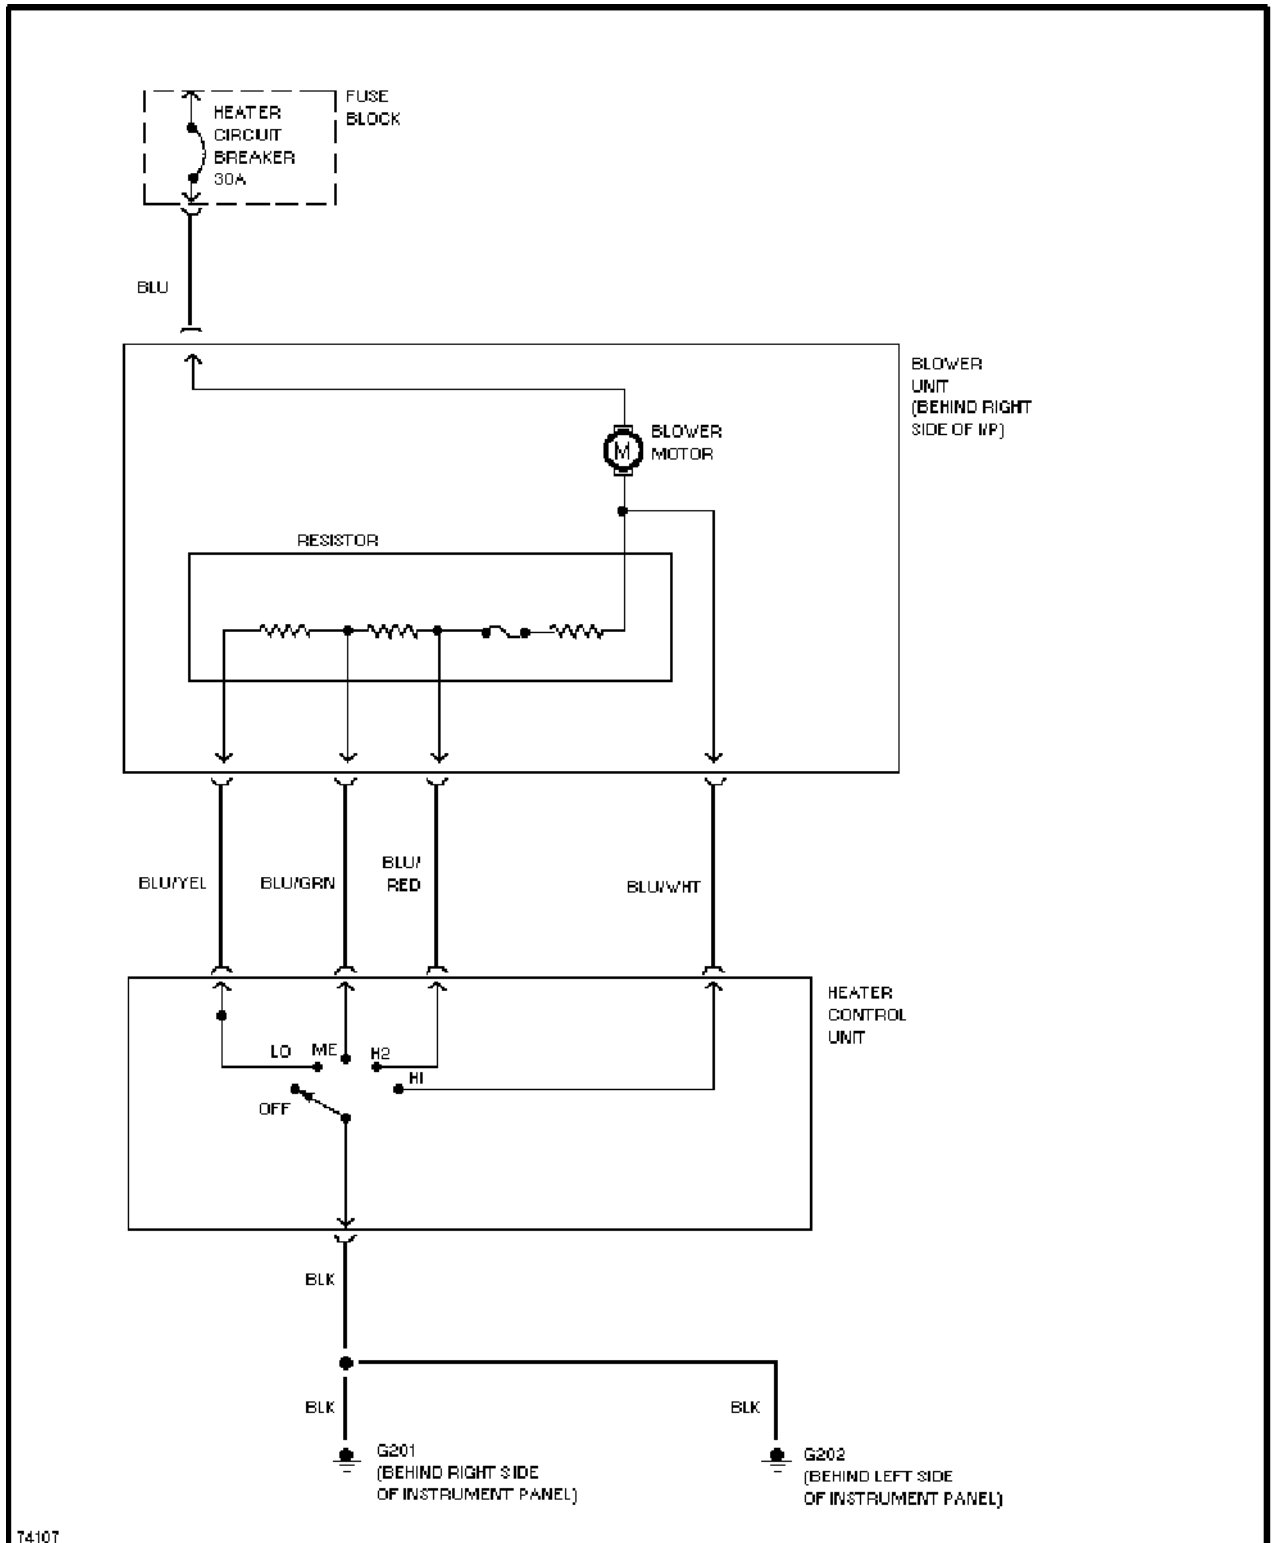 FUSE
BLOCK
HEATER
CIRCUIT
BREAKER
30A
BLU
BLOWER
UNIT
(BEHIND RIGHT
SIDE OF I/P)
BLOWER
MOTOR
M
RESISTOR
BLU/YEL
BLU/GRN
BLU/
RED
BLU/WHT
HEATER
CONTROL
UNIT
LO
ME
H2
HI
OFF
BLK
BLK
BLK
G201
(BEHIND RIGHT SIDE
OF INSTRUMENT PANEL)
G202
(BEHIND LEFT SIDE
OF INSTRUMENT PANEL)
74107